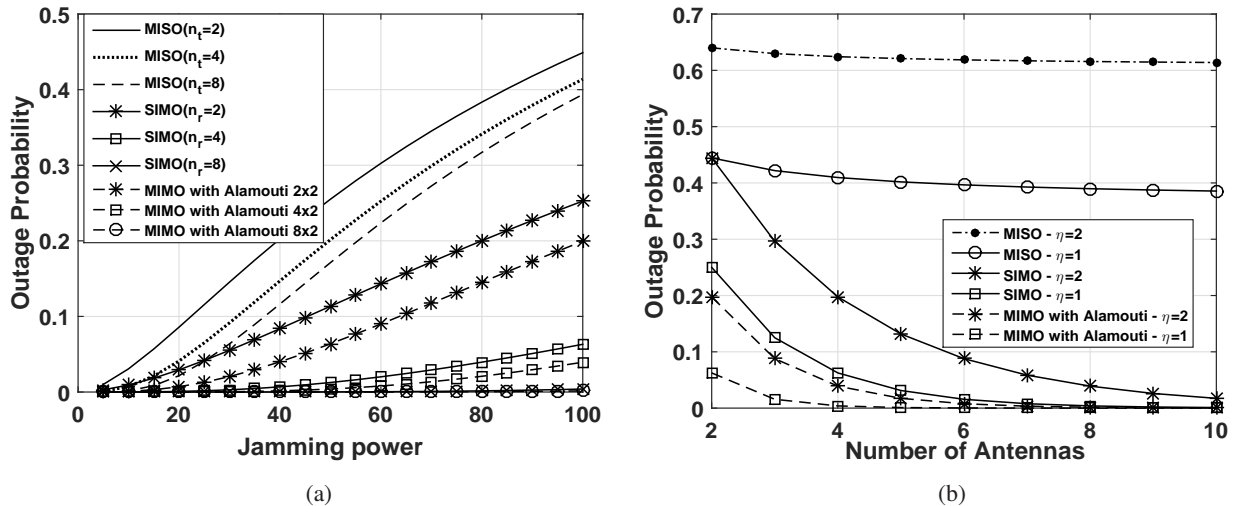 0.5
0.4
0.3
0.2
0.1
0
Outage Probability
MISO(n_t=2)
MISO(n_t=4)
MISO(n_t=8)
SIMO(n_r=2)
SIMO(n_r=4)
SIMO(n_r=8)
MIMO with Alamouti 2x2
MIMO with Alamouti 4x2
MIMO with Alamouti 8x2
0 20 40 60 80 100
Jamming power
(a)
0.7
0.6
0.5
0.4
0.3
0.2
0.1
0
Outage Probability
MISO - η=2
MISO - η=1
SIMO - η=2
SIMO - η=1
MIMO with Alamouti - η=2
MIMO with Alamouti - η=1
2 4 6 8 10
Number of Antennas
(b)